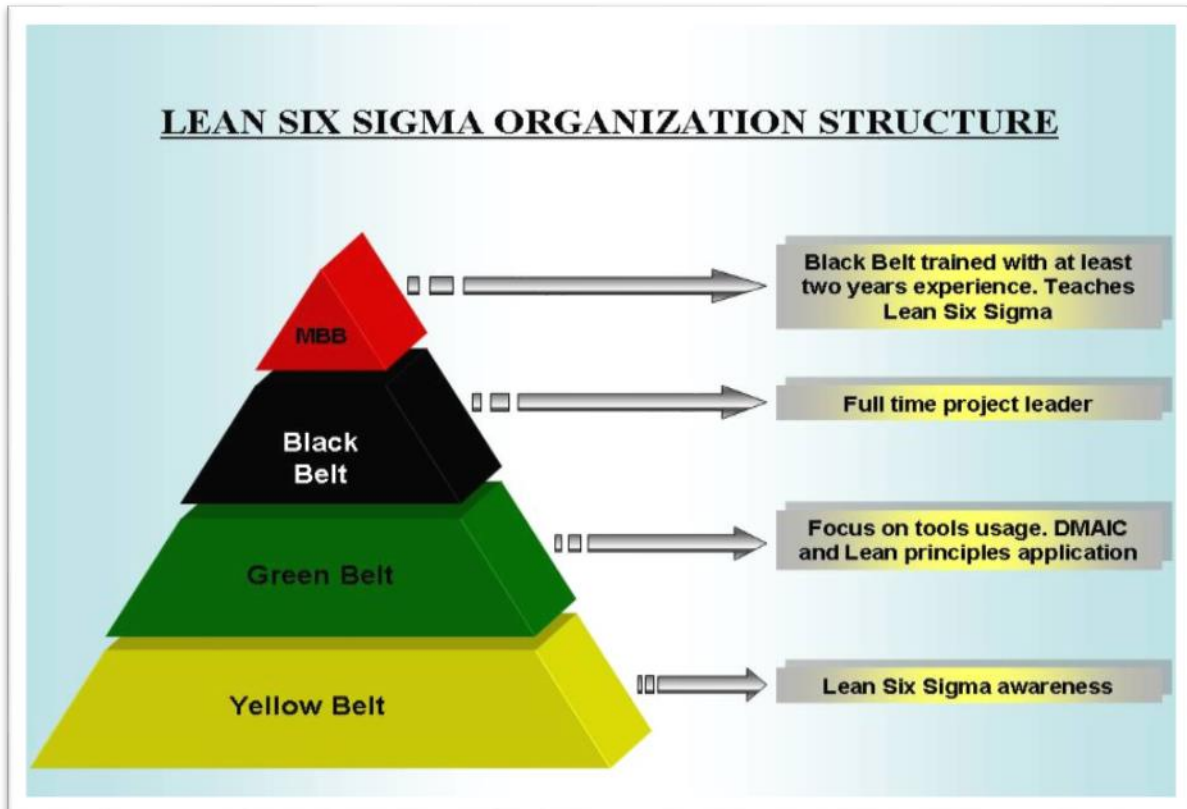 LEAN SIX SIGMA ORGANIZATION STRUCTURE
MBB
Black Belt trained with at least
two years experience. Teaches
Lean Six Sigma
Black
Belt
Full time project leader
Green Belt
Focus on tools usage. DMAIC
and Lean principles application
Yellow Belt
Lean Six Sigma awareness